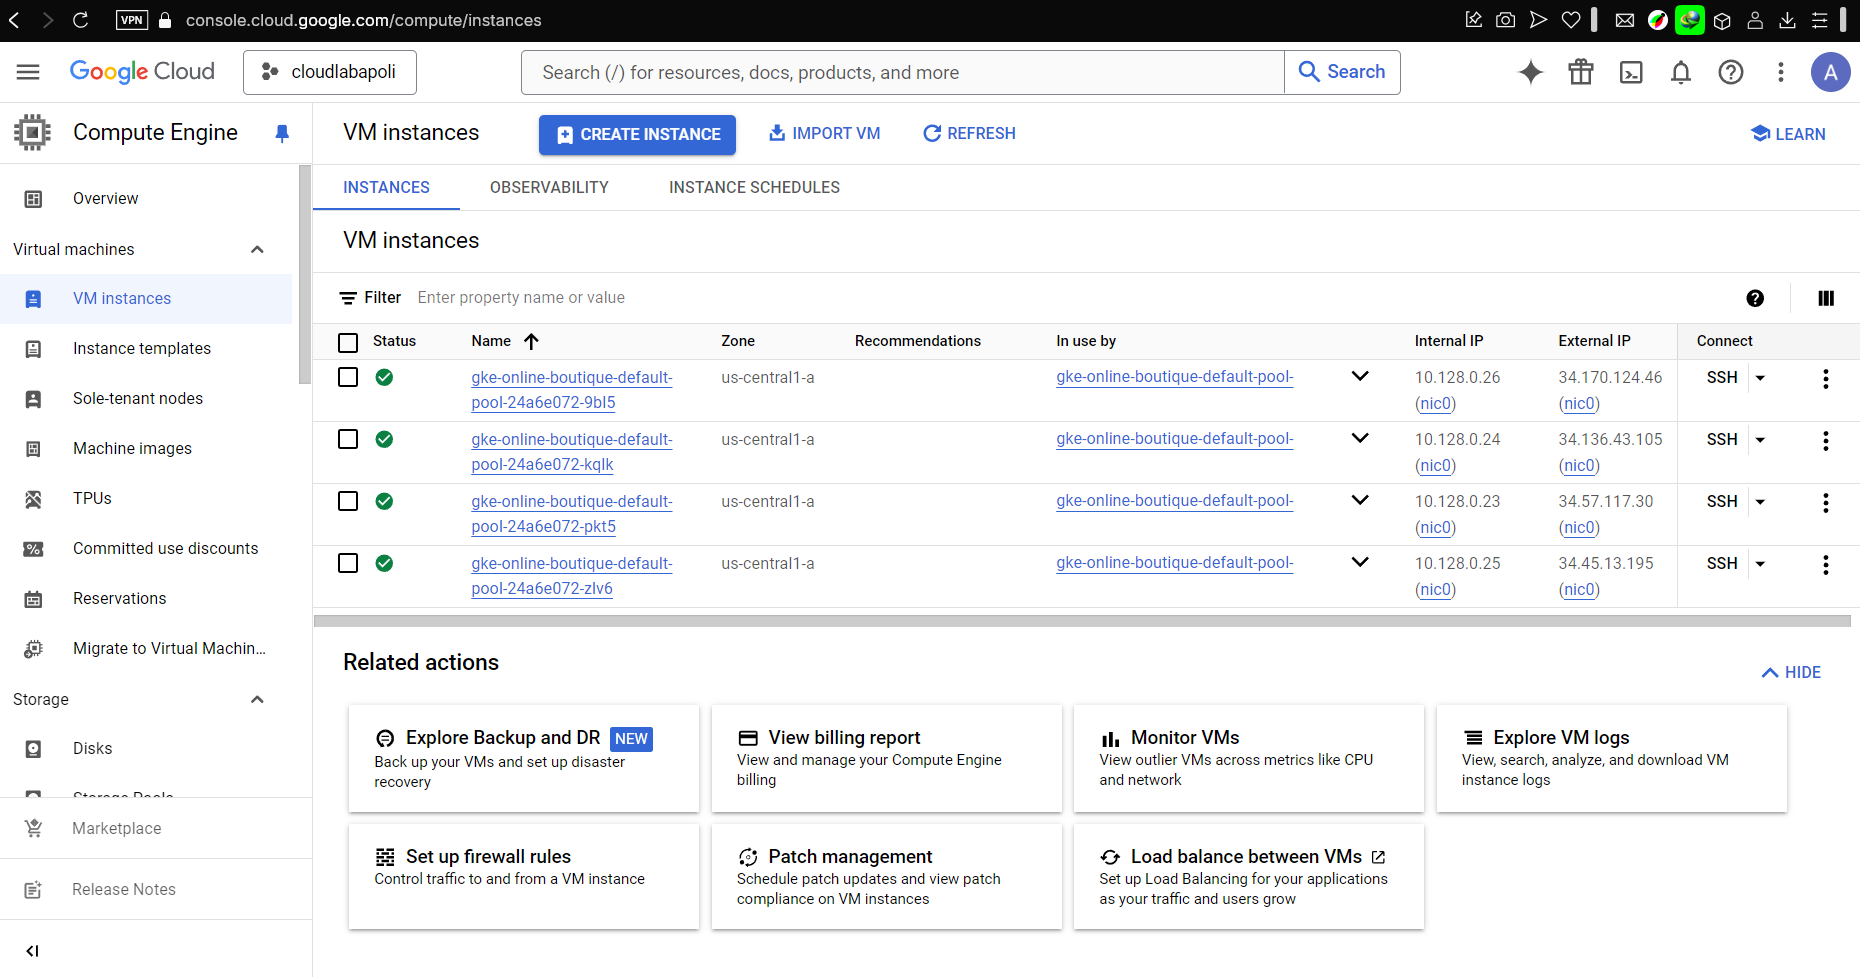 VPN console.cloud.google.com/compute/instances
Google Cloud cloudlabapoli Search (/) for resources, docs, products, and more Search A
Compute Engine
VM instances CREATE INSTANCE IMPORT VM REFRESH LEARN
Overview
Virtual machines
VM instances
Instance templates
Sole-tenant nodes
Machine images
TPUs
Committed use discounts
Reservations
Migrate to Virtual Machin...
Storage
Disks
Storage Pools
Marketplace
Release Notes
INSTANCES OBSERVABILITY INSTANCE SCHEDULES
VM instances
Filter Enter property name or value
Status Name Zone Recommendations In use by Internal IP External IP Connect
gke-online-boutique-default- us-central1-a gke-online-boutique-default-pool- 10.128.0.26 34.170.124.46 SSH
pool-24a6e072-9bl5 (nic0) (nic0)
gke-online-boutique-default- us-central1-a gke-online-boutique-default-pool- 10.128.0.24 34.136.43.105 SSH
pool-24a6e072-kqlk (nic0) (nic0)
gke-online-boutique-default- us-central1-a gke-online-boutique-default-pool- 10.128.0.23 34.57.117.30 SSH
pool-24a6e072-pkt5 (nic0) (nic0)
gke-online-boutique-default- us-central1-a gke-online-boutique-default-pool- 10.128.0.25 34.45.13.195 SSH
pool-24a6e072-zlv6 (nic0) (nic0)
Related actions
HIDE
Explore Backup and DR NEW
Back up your VMs and set up disaster
recovery
View billing report
View and manage your Compute Engine
billing
Monitor VMs
View outlier VMs across metrics like CPU
and network
Explore VM logs
View, search, analyze, and download VM
instance logs
Set up firewall rules
Control traffic to and from a VM instance
Patch management
Schedule patch updates and view patch
compliance on VM instances
Load balance between VMs
Set up Load Balancing for your applications
as your traffic and users grow